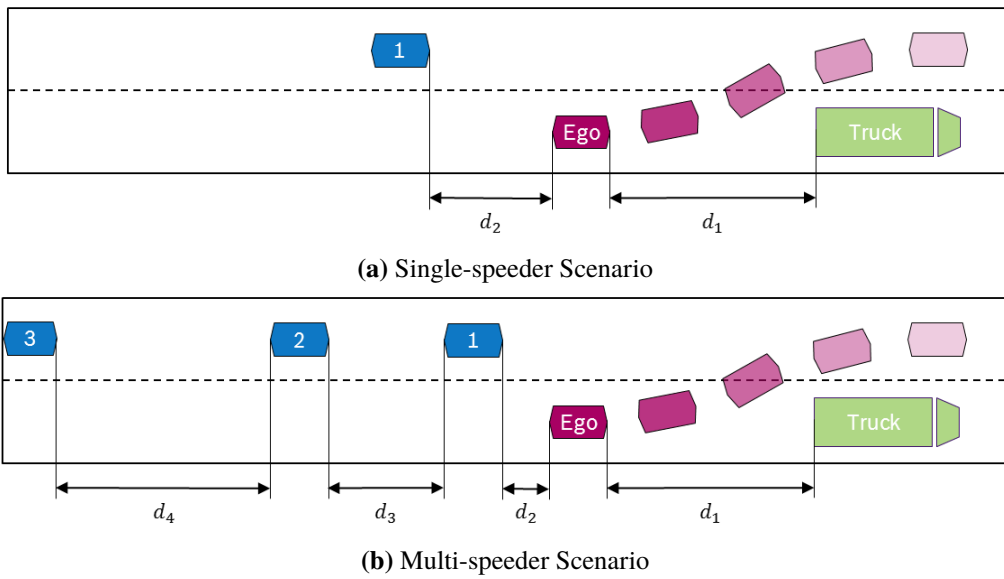 1
Ego
Truck
d₂
d₁
(a) Single-speeder Scenario
3
2
1
Ego
Truck
d₄
d₃
d₂
d₁
(b) Multi-speeder Scenario